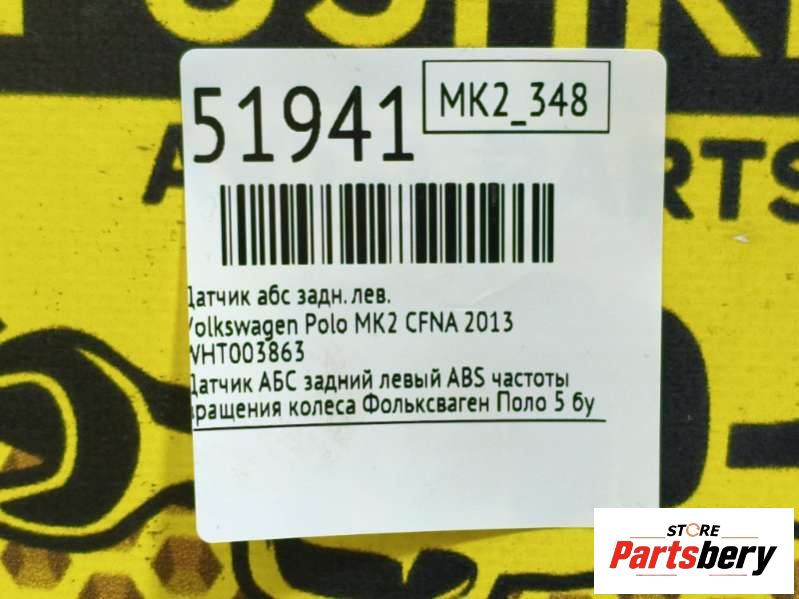 51941
MK2_348
Датчик абс задн. лев.
Volkswagen Polo MK2 CFNA 2013
WHT003863
Датчик АБС задний левый ABS частоты
вращения колеса Фольксваген Поло 5 бу
STORE
Partsbery